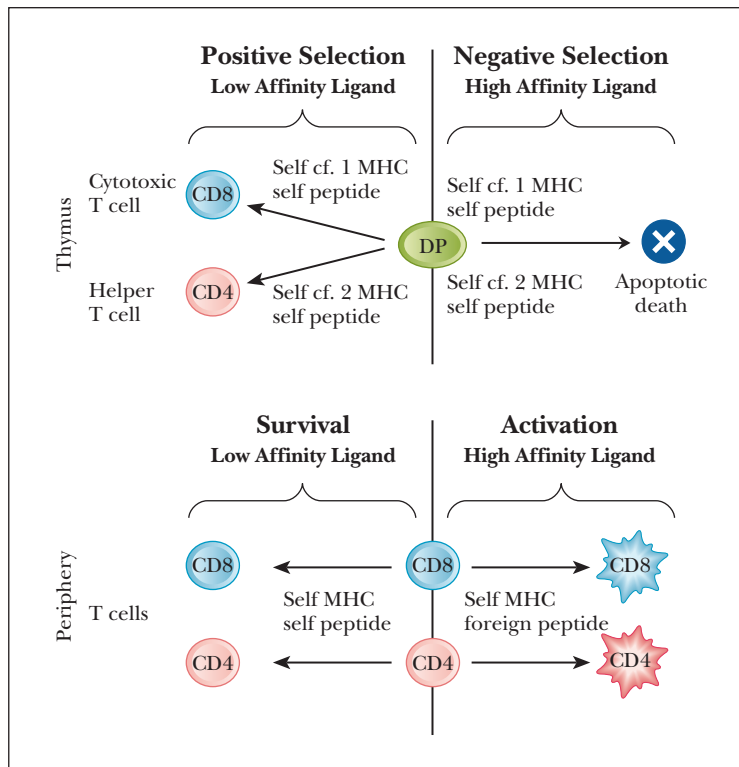 Positive Selection
Low Affinity Ligand
Negative Selection
High Affinity Ligand
Thymus
Cytotoxic
T cell
CD8
Self cf. 1 MHC
self peptide
Self cf. 1 MHC
self peptide
DP
Helper
T cell
CD4
Self cf. 2 MHC
self peptide
Self cf. 2 MHC
self peptide
Apoptotic
death
Survival
Low Affinity Ligand
Activation
High Affinity Ligand
Periphery
T cells
CD8
CD8
CD8
Self MHC
self peptide
Self MHC
foreign peptide
CD4
CD4
CD4